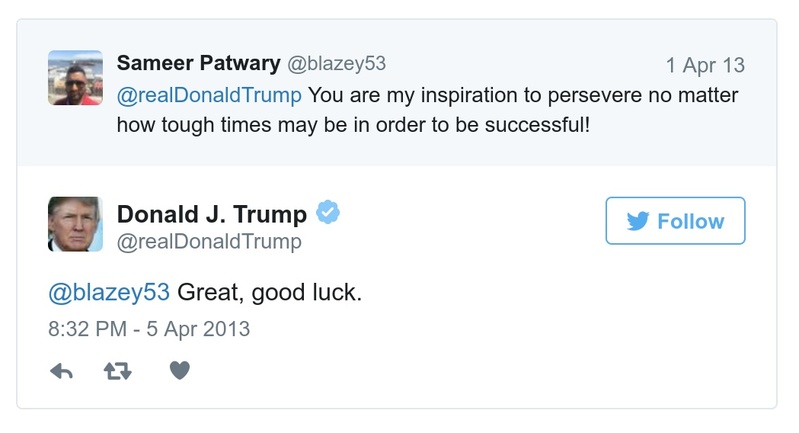 Sameer Patwary @blazey53 1 Apr 13
@realDonaldTrump You are my inspiration to persevere no matter
how tough times may be in order to be successful!
Donald J. Trump
Follow
@realDonaldTrump
@blazey53 Great, good luck.
8:32 PM - 5 Apr 2013